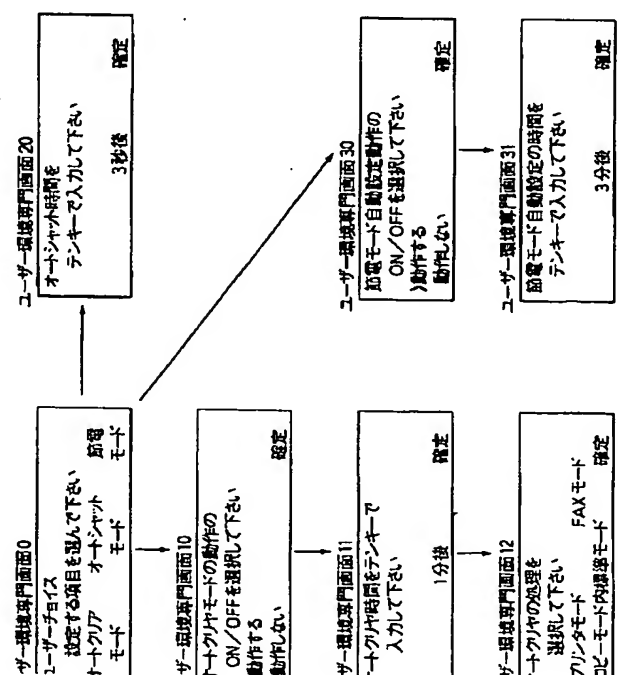 ザー環境専門画面0
ユーザーチョイス
設定する項目を選んで下さい
ートクリア オートシャット 節電
モード モード モード
ザー環境専門画面10
ートクリヤモードの動作の
ON/OFFを選択して下さい
動作する
動作しない 確定
ザー環境専門画面11
ートクリヤ時間をテンキーで
入力して下さい
1分後 確定
ザー環境専門画面12
ートクリヤの処理を
選択して下さい
プリンタモード FAXモード
コピーモード内標準モード 確定
ユーザー環境専門画面20
オートシャット時間を
テンキーで入力して下さい
3秒後 確定
ユーザー環境専門画面30
節電モード自動設定動作の
ON/OFFを選択して下さい
)動作する
動作しない 確定
ユーザー環境専門画面31
節電モード自動設定の時間を
テンキーで入力して下さい
3分後 確定